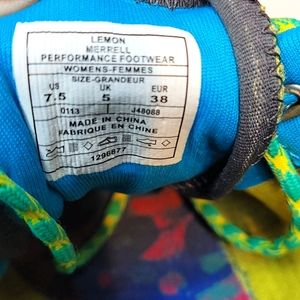 LEMON
MERRELL
PERFORMANCE FOOTWEAR
WOMENS-FEMMES
SIZE-GRANDEUR
US UK EUR
7.5 5 38
0113 J48088
MADE IN CHINA
FABRIQUE EN CHINE
1296877